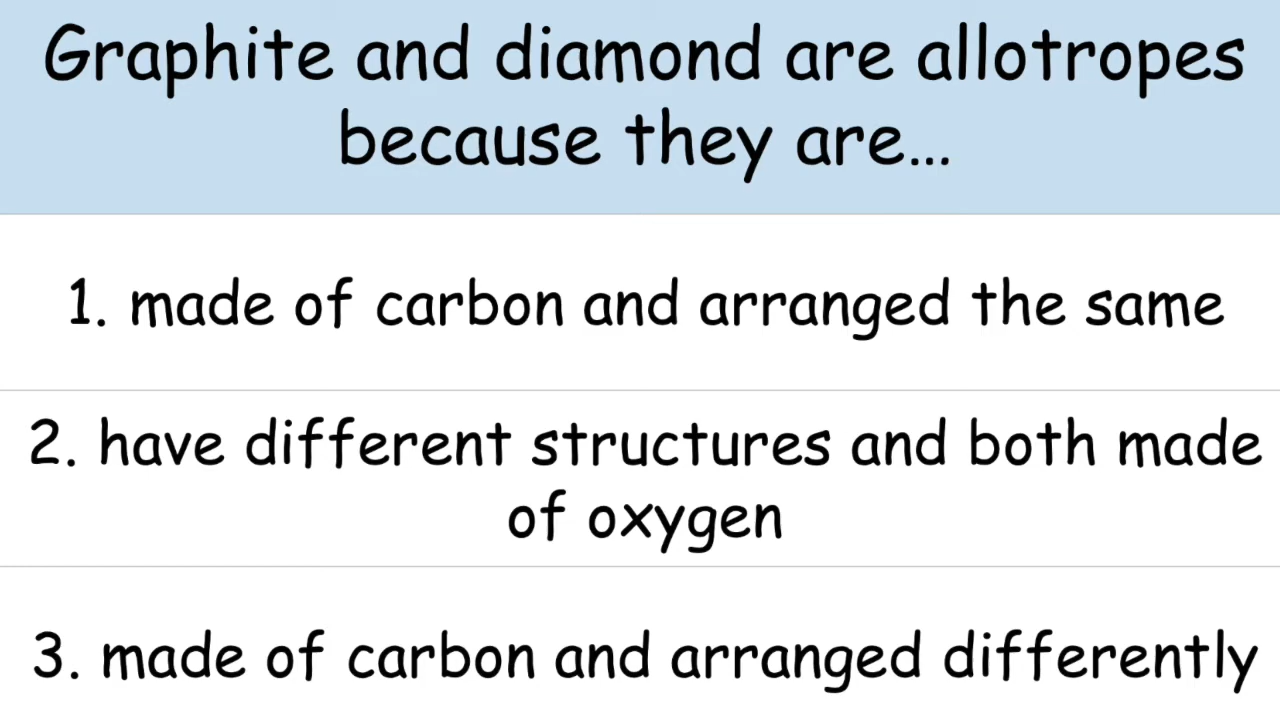 Graphite and diamond are allotropes
because they are...
1. made of carbon and arranged the same
2. have different structures and both made
of oxygen
3. made of carbon and arranged differently